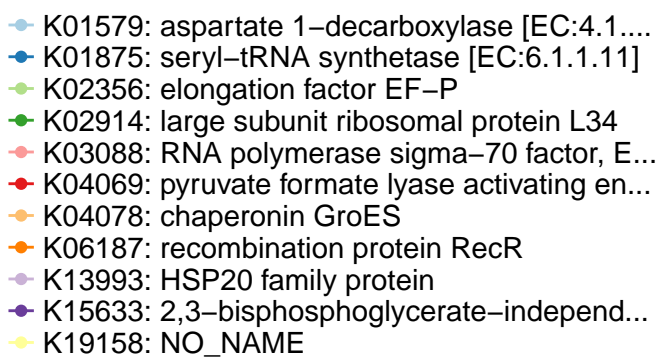 K01579: aspartate 1−decarboxylase [EC:4.1....
K01875: seryl−tRNA synthetase [EC:6.1.1.11]
K02356: elongation factor EF−P
K02914: large subunit ribosomal protein L34
K03088: RNA polymerase sigma−70 factor, E...
K04069: pyruvate formate lyase activating en...
K04078: chaperonin GroES
K06187: recombination protein RecR
K13993: HSP20 family protein
K15633: 2,3−bisphosphoglycerate−independ...
K19158: NO_NAME